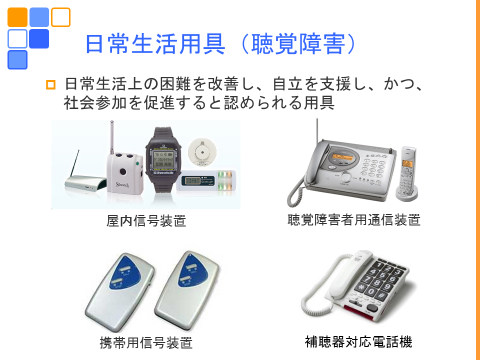 日常生活用具（聴覚障害）
日常生活上の困難を改善し、自立を支援し、かつ、
社会参加を促進すると認められる用具
屋内信号装置
聴覚障害者用通信装置
携帯用信号装置
補聴器対応電話機